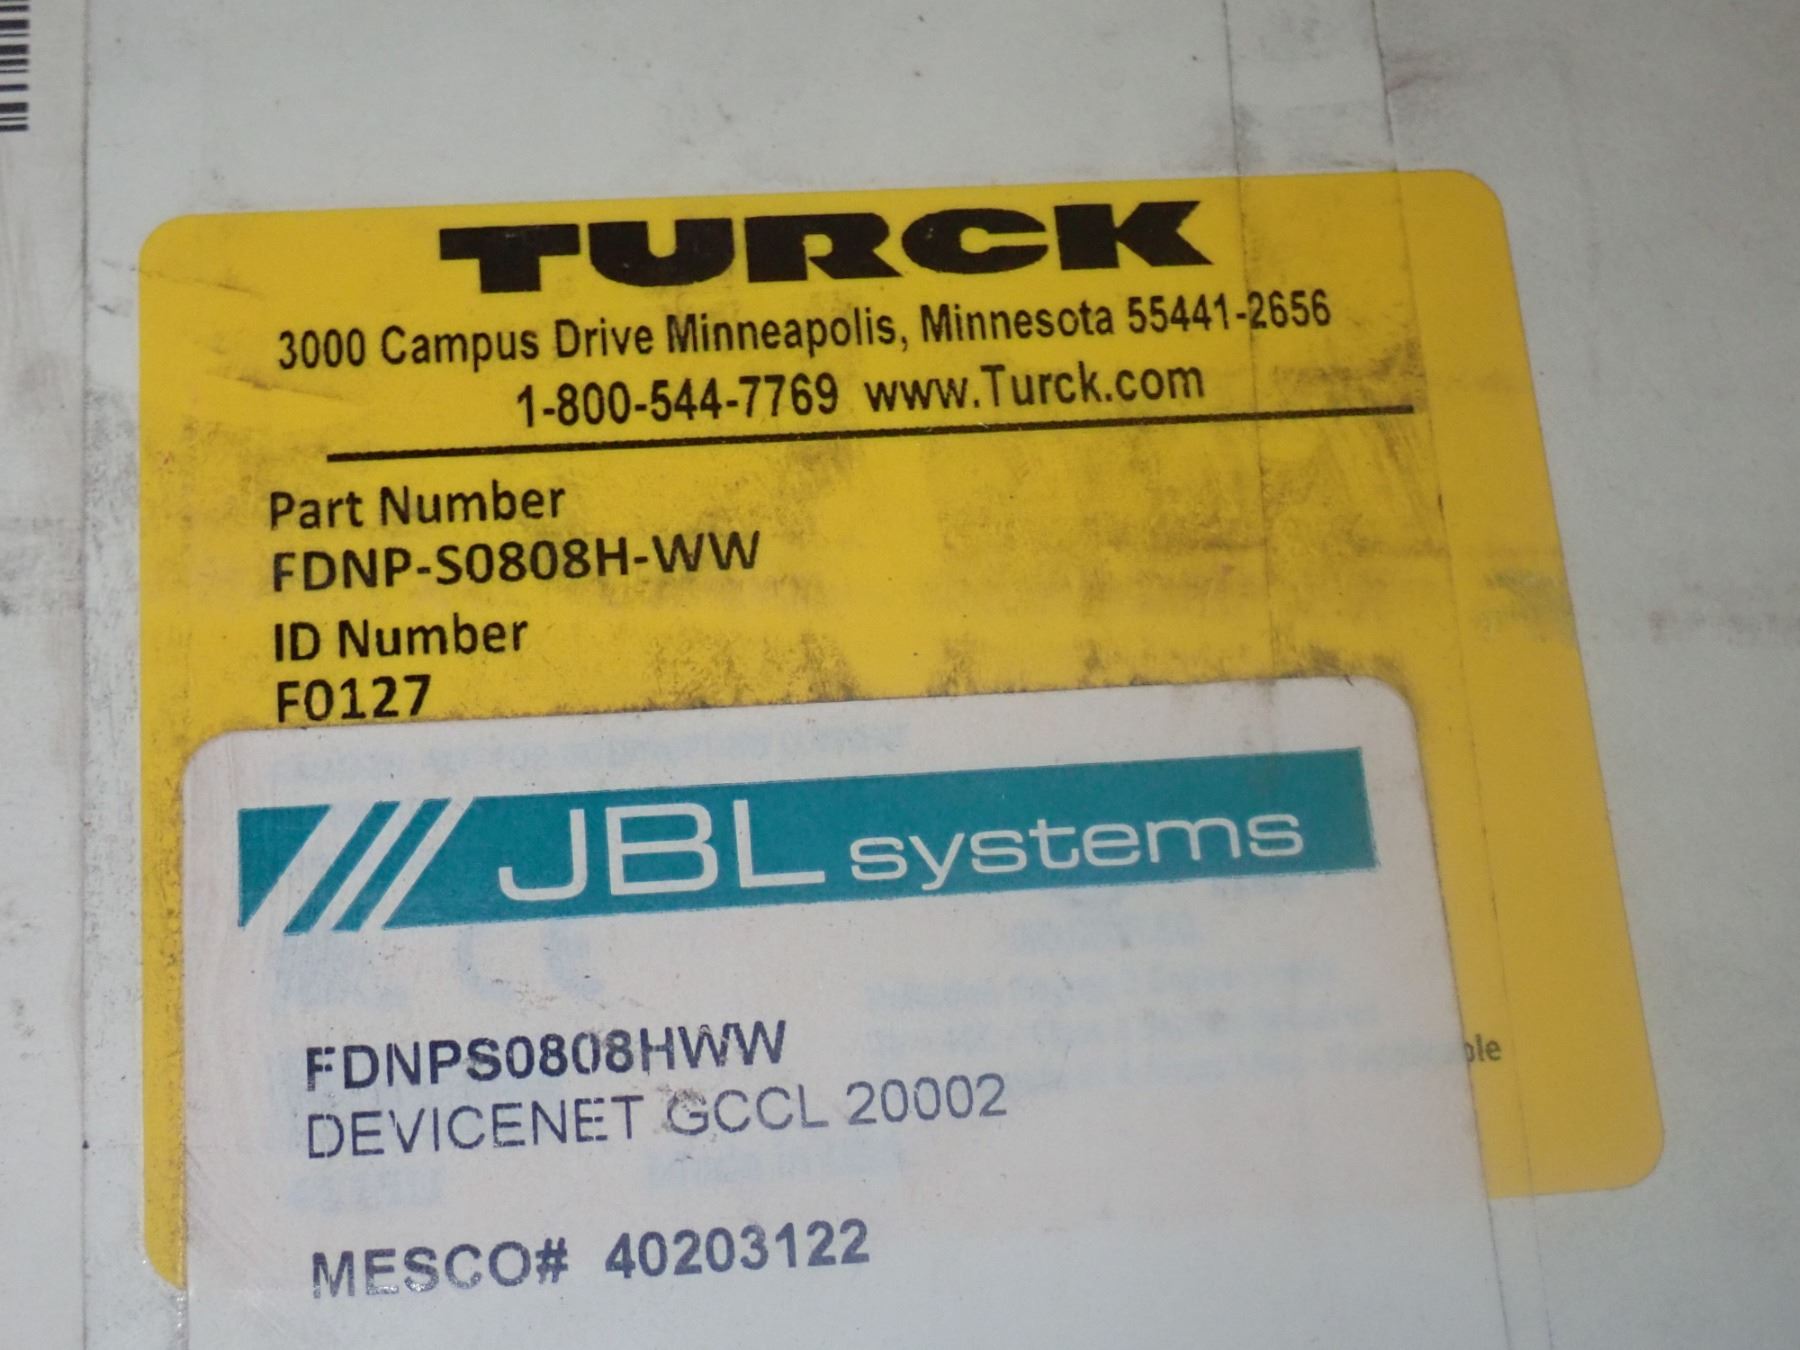 TURCK
3000 Campus Drive Minneapolis, Minnesota 55441-2656
1-800-544-7769 www.Turck.com
Part Number
FDNP-S0808H-WW
ID Number
F0127
JBL systems
FDNPS0808HWW
DEVICENET GCCL 20002
MESCO# 40203122